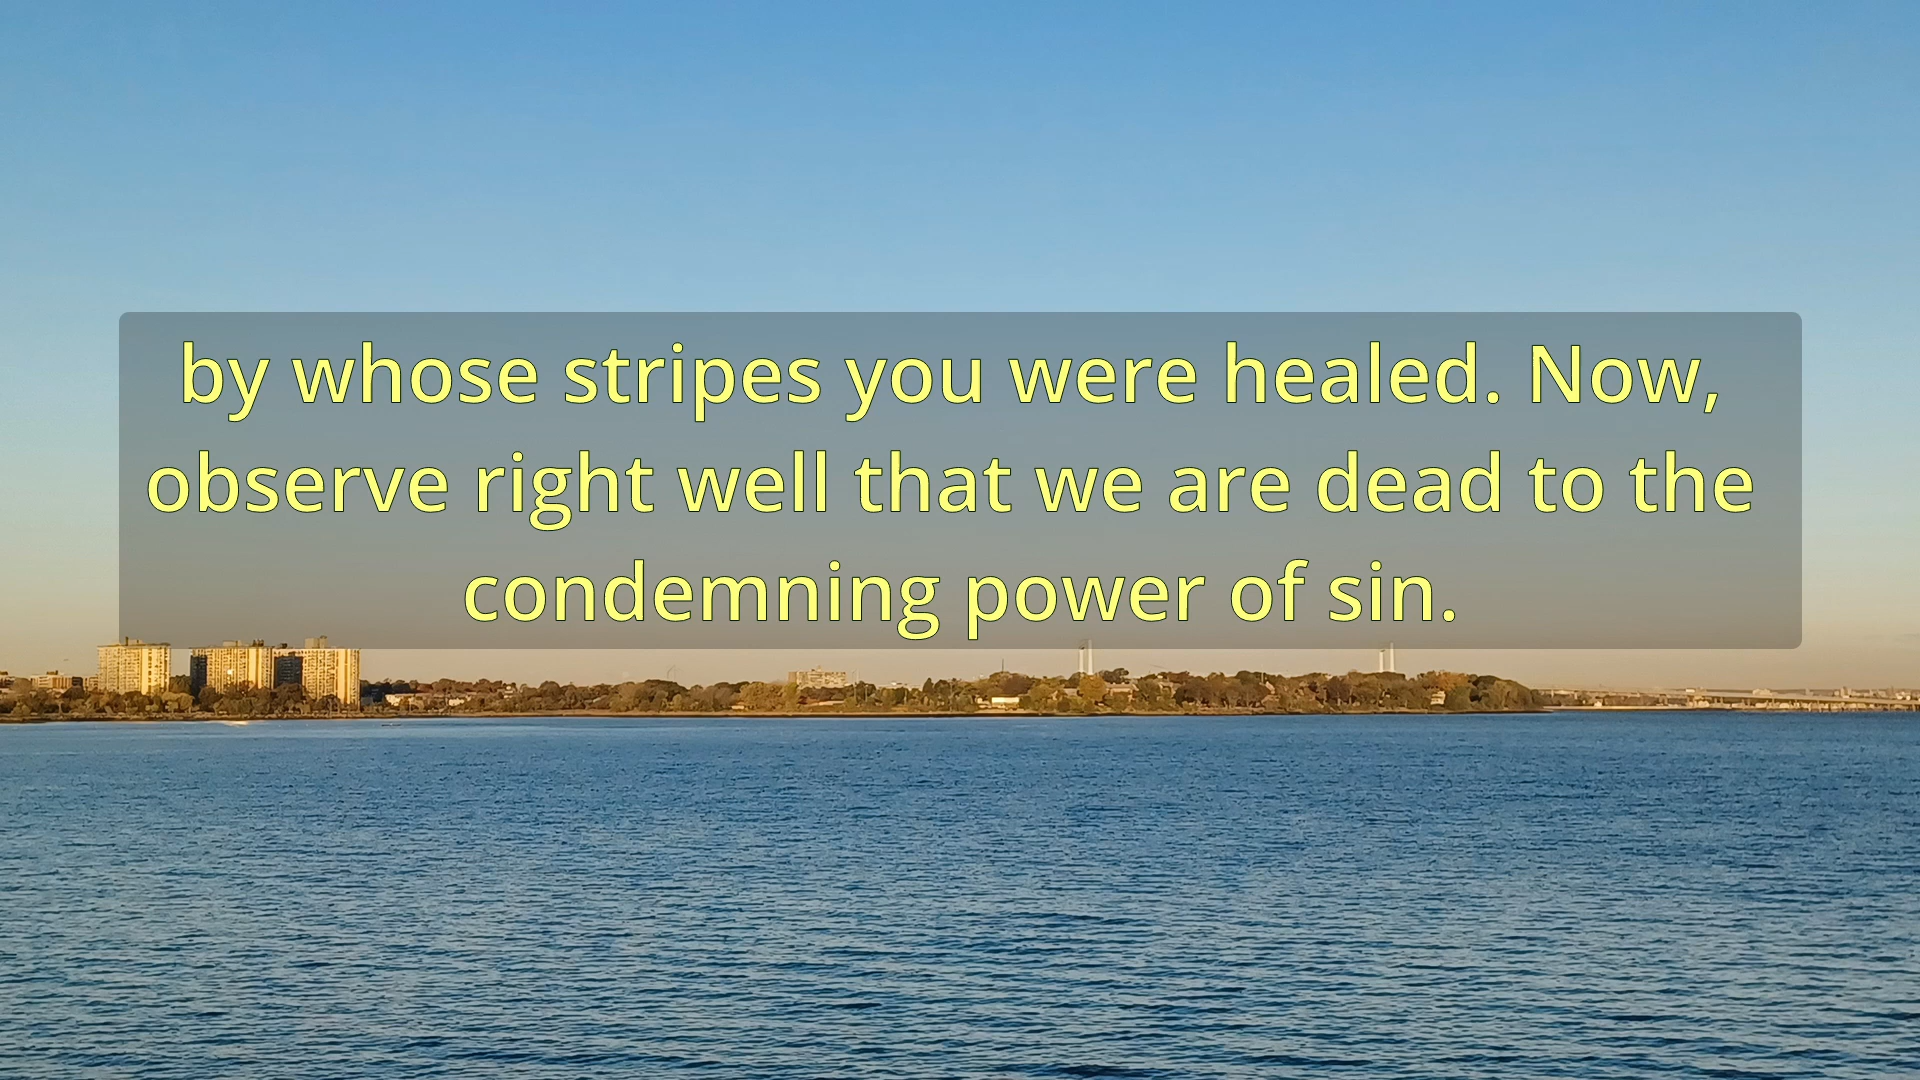 by whose stripes you were healed. Now,
observe right well that we are dead to the
condemning power of sin.